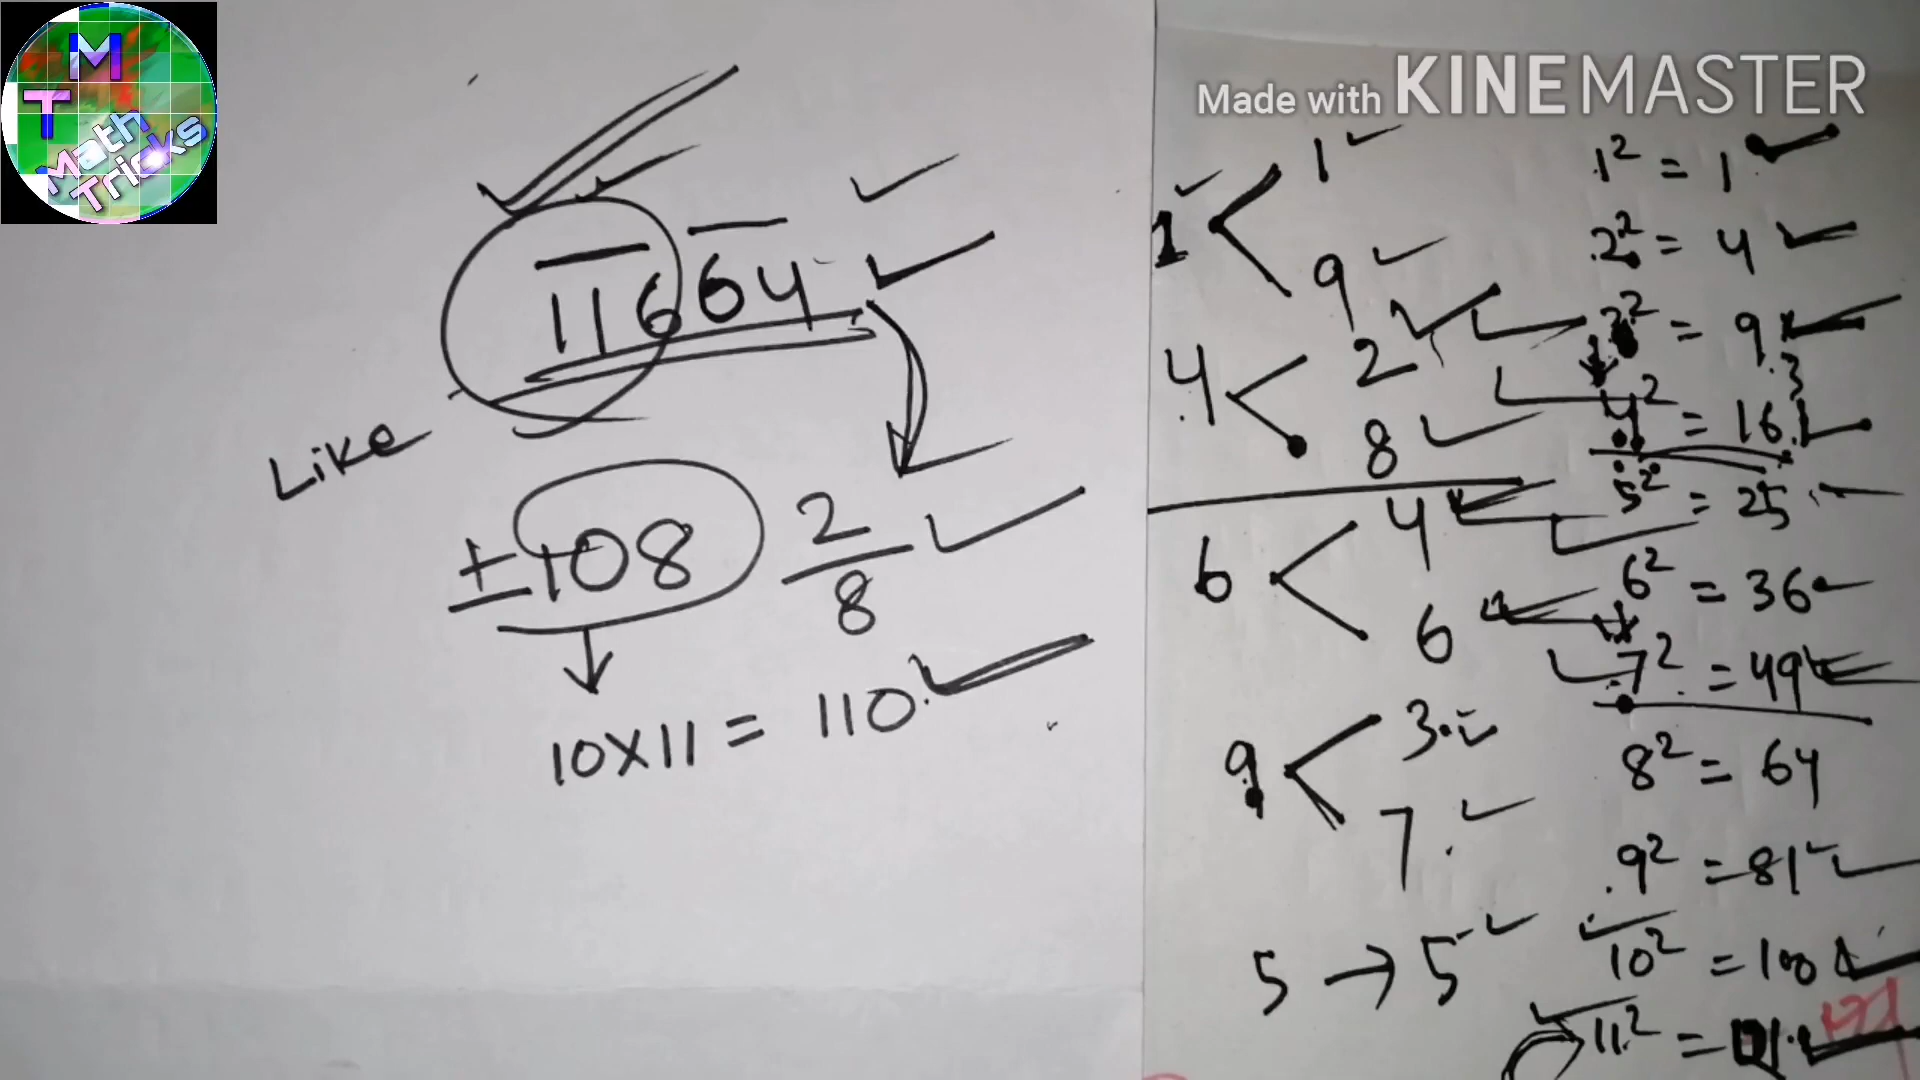 M
T
Math
Tricks
Made with KINEMASTER
11664
Like
±108 2/8
10×11 = 110
1 < 1
9
4 < 2
8
6 < 4
6
9 < 3
7
5 → 5
1² = 1
2² = 4
3² = 9
4² = 16
5² = 25
6² = 36
7² = 49
8² = 64
9² = 81
10² = 100
11² = 121